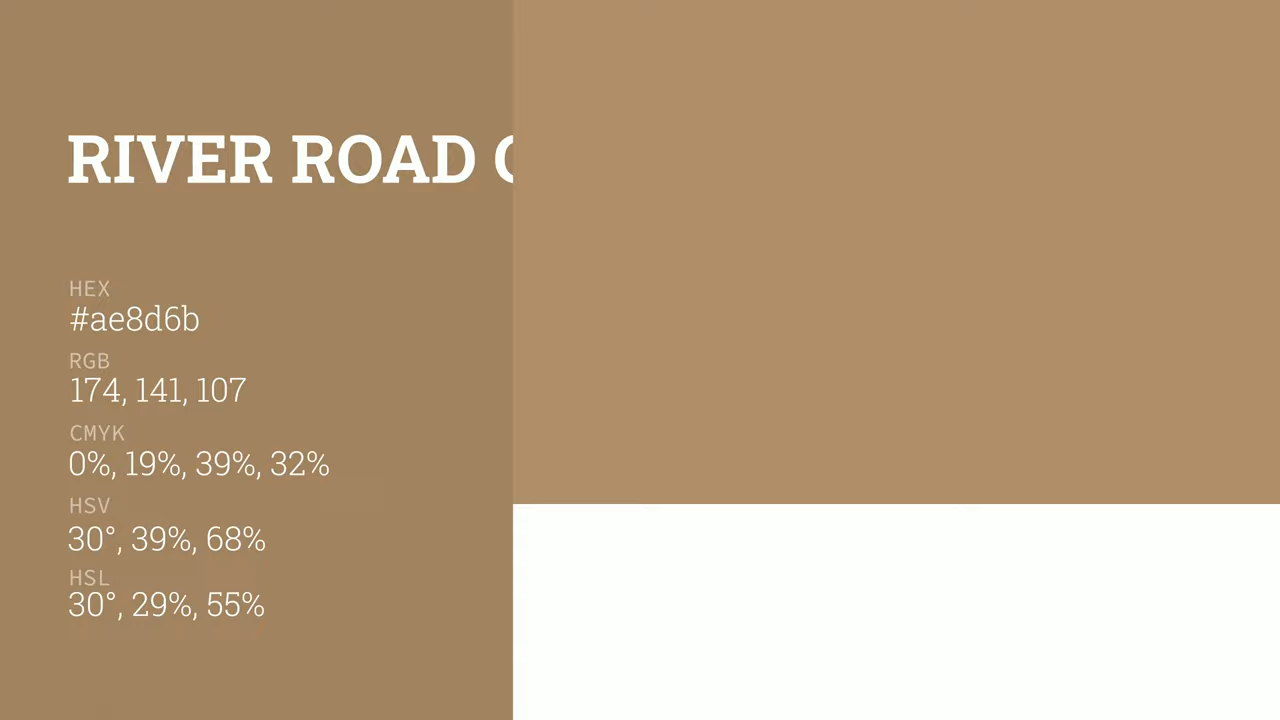 RIVER ROAD
HEX
#ae8d6b
RGB
174, 141, 107
CMYK
0%, 19%, 39%, 32%
HSV
30°, 39%, 68%
HSL
30°, 29%, 55%